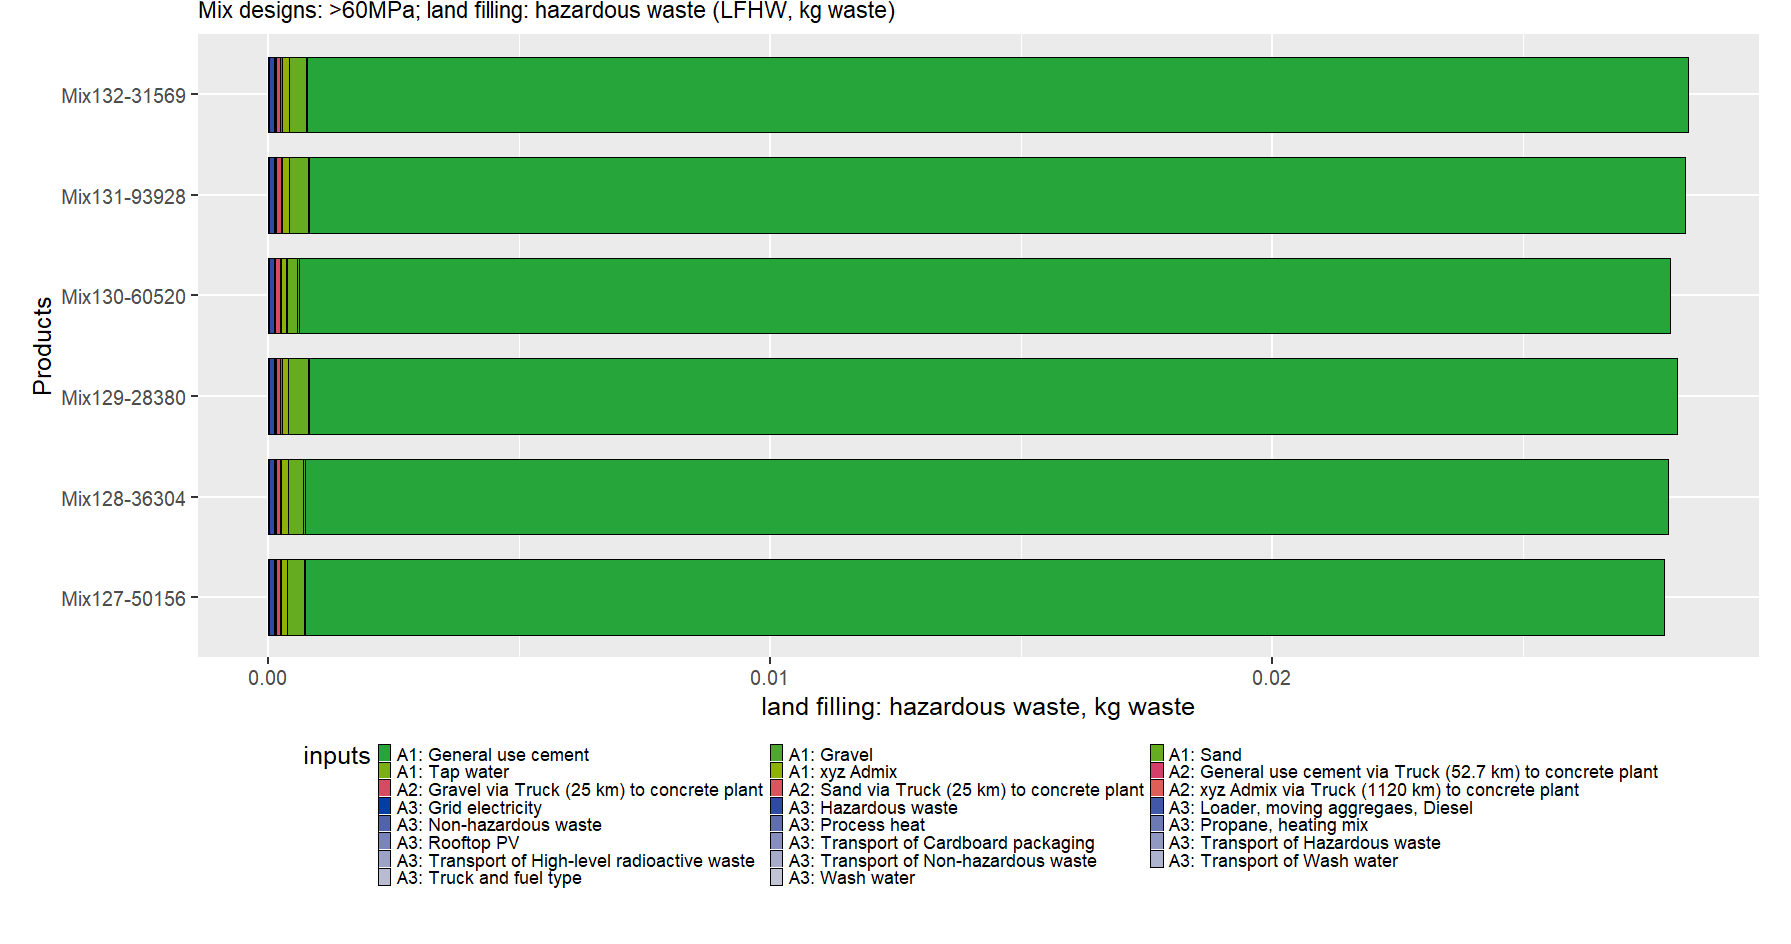 Mix designs: >60MPa; land filling: hazardous waste (LFHW, kg waste)
Products
Mix132-31569
Mix131-93928
Mix130-60520
Mix129-28380
Mix128-36304
Mix127-50156
0.00 0.01 0.02
land filling: hazardous waste, kg waste
inputs
A1: General use cement A1: Gravel A1: Sand
A1: Tap water A1: xyz Admix A2: General use cement via Truck (52.7 km) to concrete plant
A2: Gravel via Truck (25 km) to concrete plant A2: Sand via Truck (25 km) to concrete plant A2: xyz Admix via Truck (1120 km) to concrete plant
A3: Grid electricity A3: Hazardous waste A3: Loader, moving aggregaes, Diesel
A3: Non-hazardous waste A3: Process heat A3: Propane, heating mix
A3: Rooftop PV A3: Transport of Cardboard packaging A3: Transport of Hazardous waste
A3: Transport of High-level radioactive waste A3: Transport of Non-hazardous waste A3: Transport of Wash water
A3: Truck and fuel type A3: Wash water